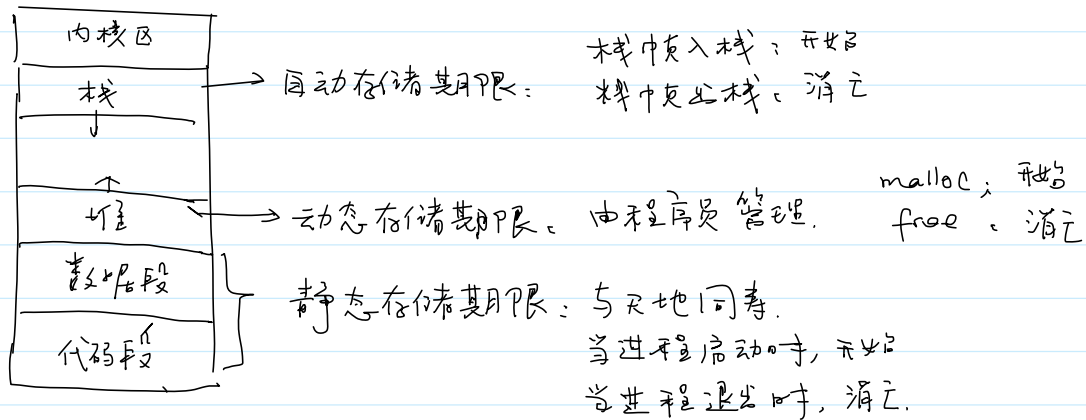 内核区
栈
自动存储期限：
栈帧入栈：开始
栈帧出栈：消亡
堆
动态存储期限：由程序员管理.
malloc：开始
free：消亡
数据段
代码段
静态存储期限：与天地同寿.
当进程启动时，开始
当进程退出时，消亡.